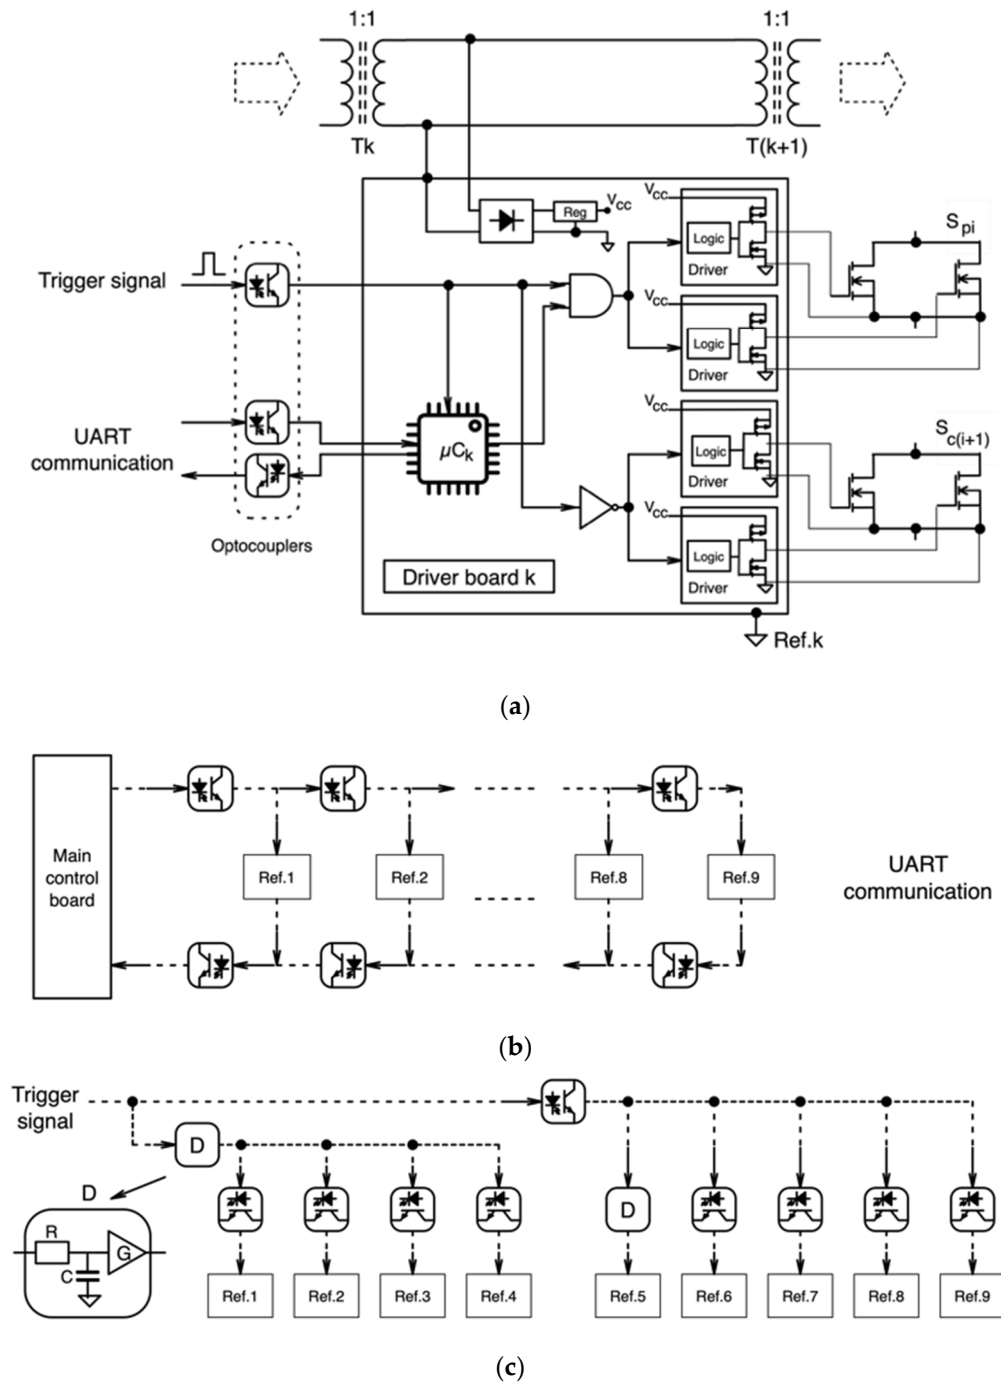 1:1
1:1
Tk
T(k+1)
Vcc
Reg
Vcc
Logic
Driver
S pi
Trigger signal
Vcc
Logic
Driver
UART
communication
μCk
Vcc
Logic
Driver
S c(i+1)
Optocouplers
Vcc
Logic
Driver
Driver board k
Ref.k
(a)
Main
control
board
Ref.1
Ref.2
Ref.8
Ref.9
UART
communication
(b)
Trigger
signal
D
D
R
C
G
D
Ref.1
Ref.2
Ref.3
Ref.4
Ref.5
Ref.6
Ref.7
Ref.8
Ref.9
(c)